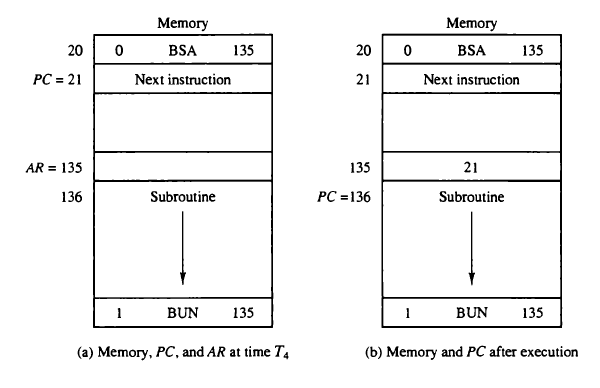 Memory
20 0 BSA 135
PC = 21 Next instruction
AR = 135
136 Subroutine
1 BUN 135
(a) Memory, PC, and AR at time T4
Memory
20 0 BSA 135
21 Next instruction
135 21
PC =136 Subroutine
1 BUN 135
(b) Memory and PC after execution